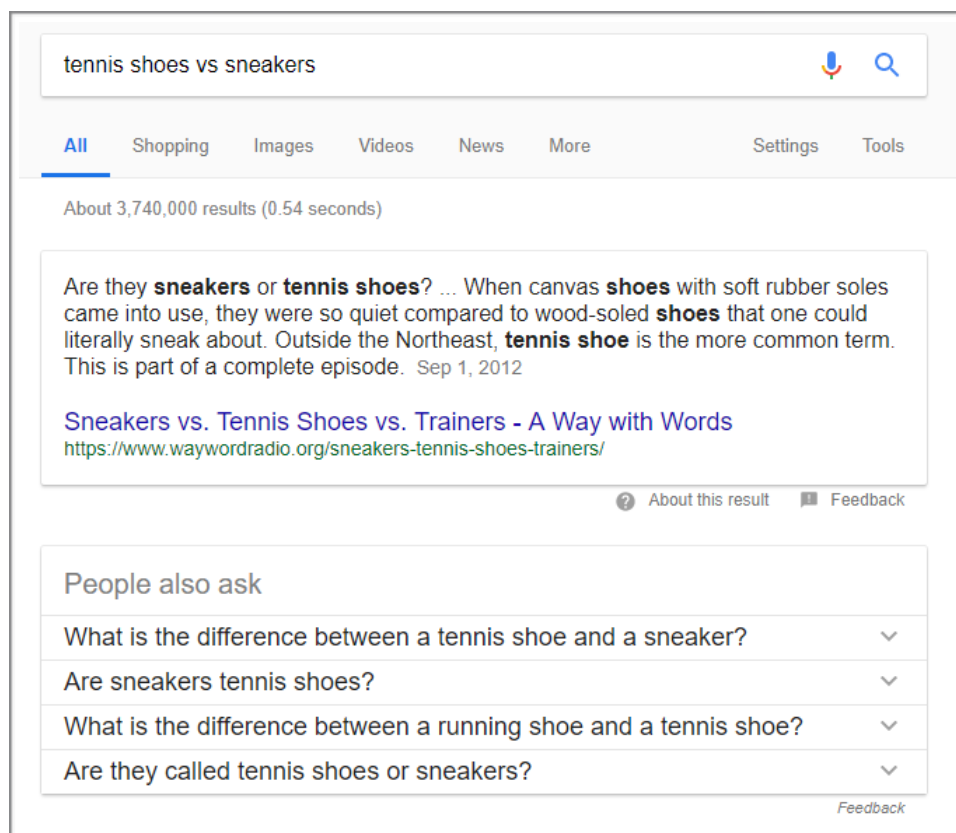 tennis shoes vs sneakers
All Shopping Images Videos News More Settings Tools
About 3,740,000 results (0.54 seconds)
Are they sneakers or tennis shoes? ... When canvas shoes with soft rubber soles
came into use, they were so quiet compared to wood-soled shoes that one could
literally sneak about. Outside the Northeast, tennis shoe is the more common term.
This is part of a complete episode. Sep 1, 2012
Sneakers vs. Tennis Shoes vs. Trainers - A Way with Words
https://www.waywordradio.org/sneakers-tennis-shoes-trainers/
About this result Feedback
People also ask
What is the difference between a tennis shoe and a sneaker?
Are sneakers tennis shoes?
What is the difference between a running shoe and a tennis shoe?
Are they called tennis shoes or sneakers?
Feedback